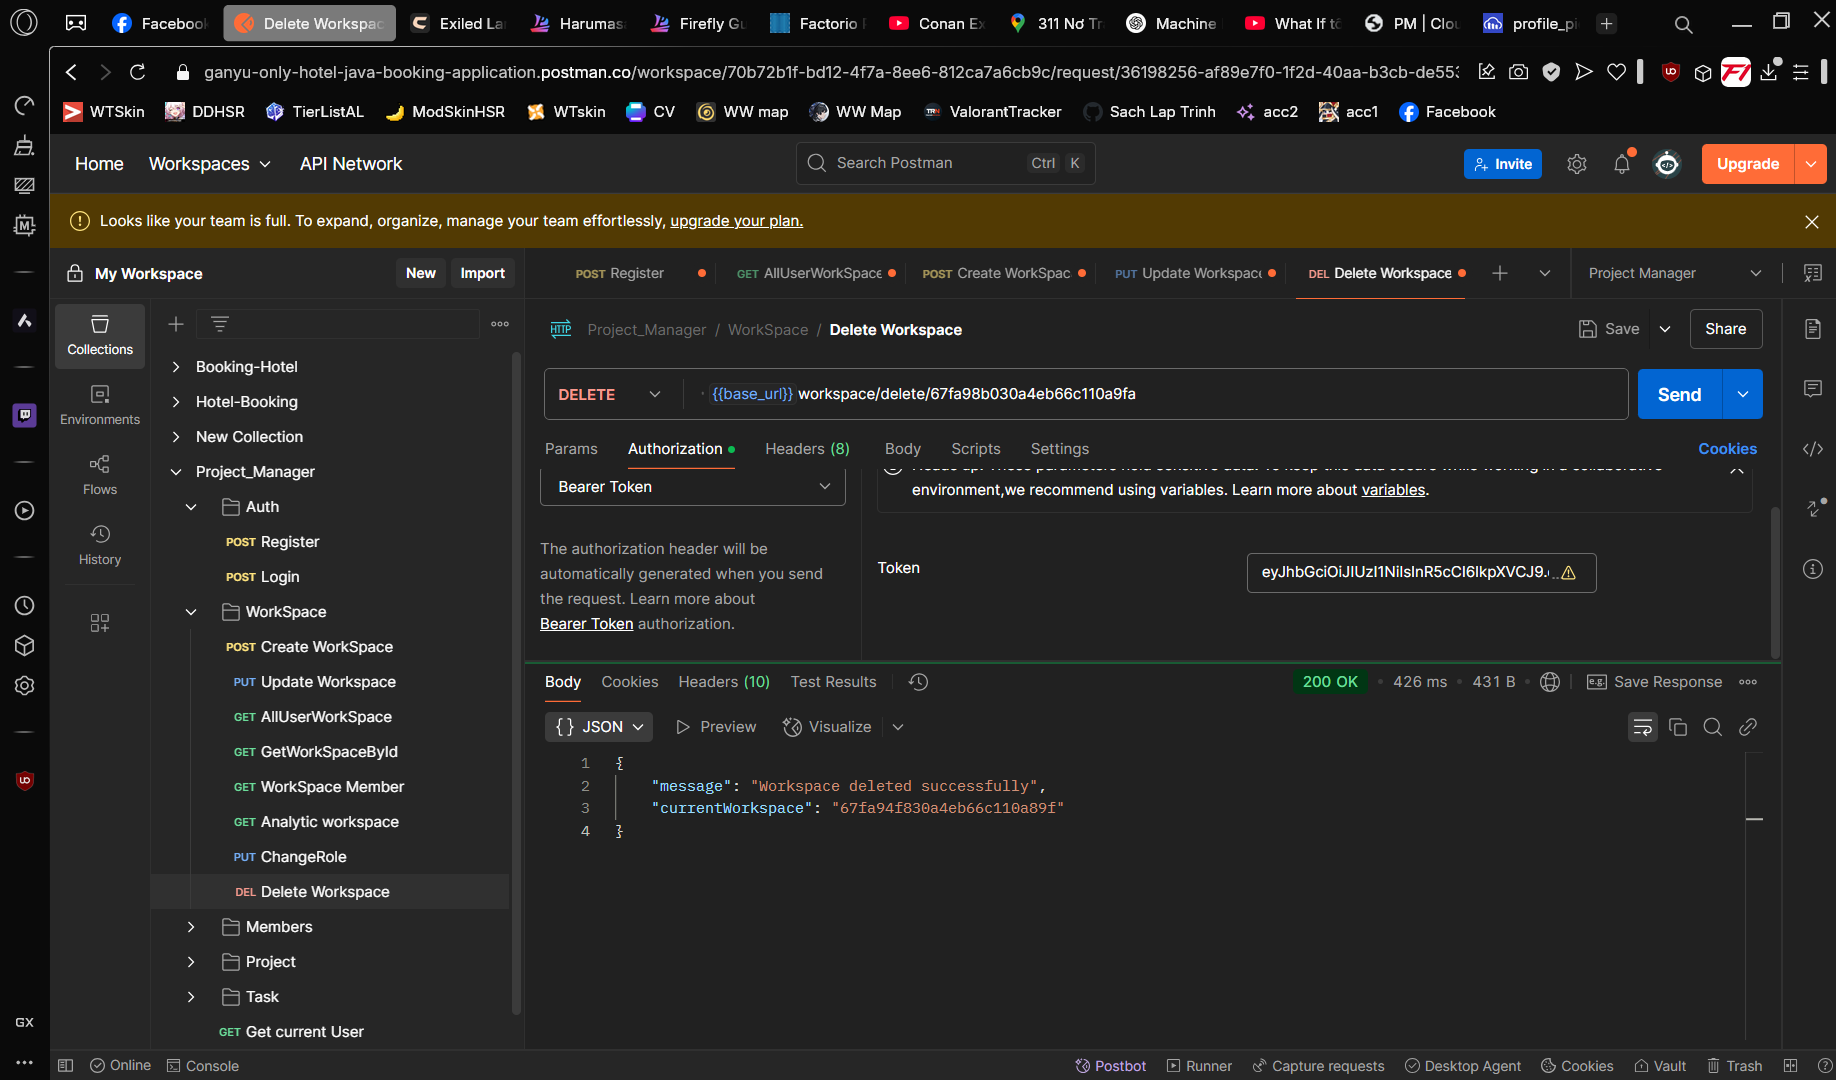 Facebook
Delete Workspac
Exiled La
Harumas
Firefly Gu
Factorio
Conan Ex
311 Nơ Tr
Machine
What If tớ
PM | Clou
profile_pi
ganyu-only-hotel-java-booking-application.postman.co/workspace/70b72b1f-bd12-4f7a-8ee6-812ca7a6cb9c/request/36198256-af89e7f0-1f2d-40aa-b3cb-de553
WTSkin
DDHSR
TierListAL
ModSkinHSR
WTskin
CV
WW map
WW Map
ValorantTracker
Sach Lap Trinh
acc2
acc1
Facebook
Home
Workspaces
API Network
Search Postman
Ctrl K
Invite
Upgrade
Looks like your team is full. To expand, organize, manage your team effortlessly, upgrade your plan.
My Workspace
New
Import
POST Register
GET AllUserWorkSpace
POST Create WorkSpac
PUT Update Workspac
DEL Delete Workspace
Project Manager
Collections
Environments
Flows
History
Booking-Hotel
Hotel-Booking
New Collection
Project_Manager
Auth
POST Register
POST Login
WorkSpace
POST Create WorkSpace
PUT Update Workspace
GET AllUserWorkSpace
GET GetWorkSpaceById
GET WorkSpace Member
GET Analytic workspace
PUT ChangeRole
DEL Delete Workspace
Members
Project
Task
GET Get current User
HTTP
Project_Manager / WorkSpace / Delete Workspace
Save
Share
DELETE
{{base_url}} workspace/delete/67fa98b030a4eb66c110a9fa
Send
Params
Authorization
Headers (8)
Body
Scripts
Settings
Cookies
Bearer Token
environment,we recommend using variables. Learn more about variables.
The authorization header will be
automatically generated when you send
the request. Learn more about
Bearer Token authorization.
Token
eyJhbGciOiJIUzI1NiIsInR5cCI6IkpXVCJ9.
Body
Cookies
Headers (10)
Test Results
200 OK
426 ms
431 B
e.g.
Save Response
{} JSON
Preview
Visualize
1 {
2 "message": "Workspace deleted successfully",
3 "currentWorkspace": "67fa94f830a4eb66c110a89f"
4 }
GX
Online
Console
Postbot
Runner
Capture requests
Desktop Agent
Cookies
Vault
Trash